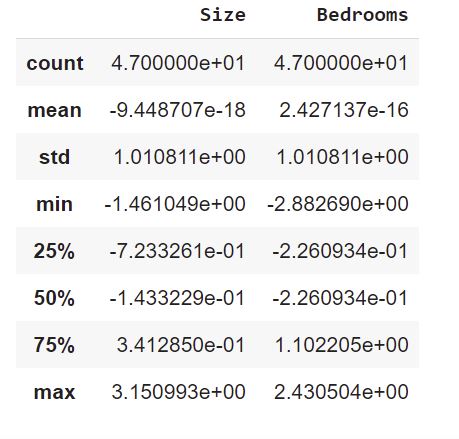 Size Bedrooms
count 4.700000e+01 4.700000e+01
mean -9.448707e-18 2.427137e-16
std 1.010811e+00 1.010811e+00
min -1.461049e+00 -2.882690e+00
25% -7.233261e-01 -2.260934e-01
50% -1.433229e-01 -2.260934e-01
75% 3.412850e-01 1.102205e+00
max 3.150993e+00 2.430504e+00